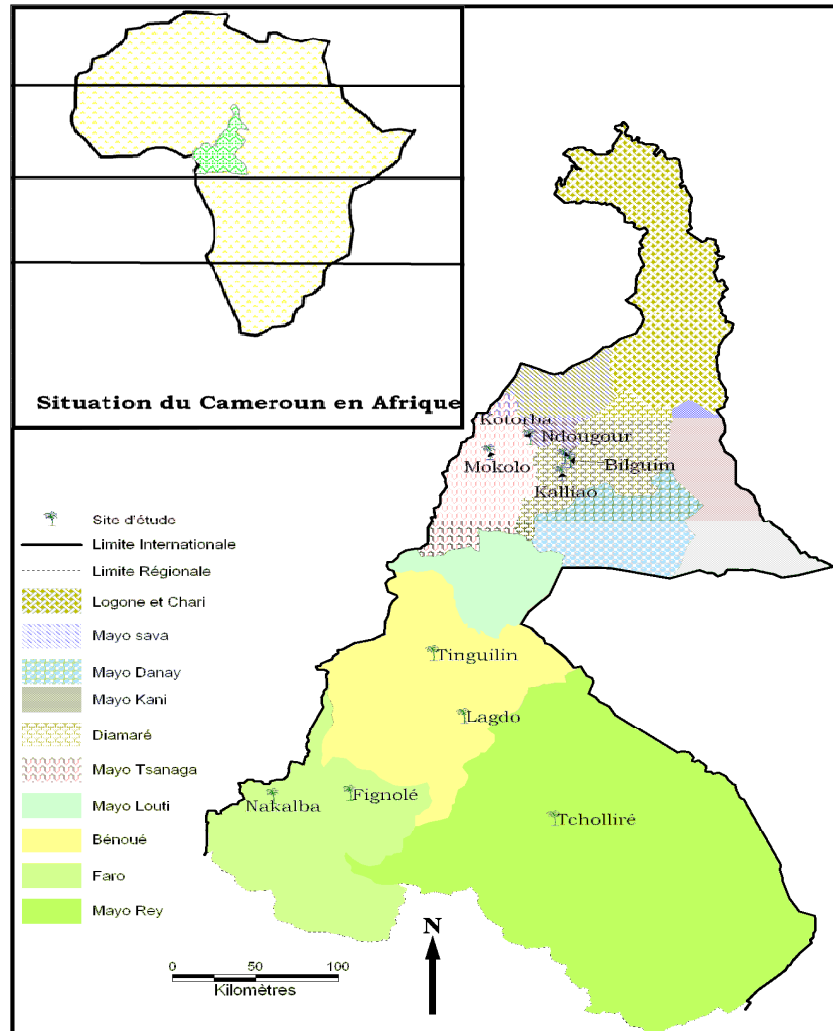 Situation du Cameroun en Afrique
Kotorba
Ndougour
Mokolo
Bilguim
Kalliao
Site d'étude
Limite Internationale
Limite Régionale
Logone et Chari
Mayo sava
Mayo Danay
Mayo Kani
Diamaré
Mayo Tsanaga
Mayo Louti
Bénoué
Faro
Mayo Rey
Tinguilin
Lagdo
Nakalba
Fignolé
Tcholliré
N
0 50 100
Kilomètres